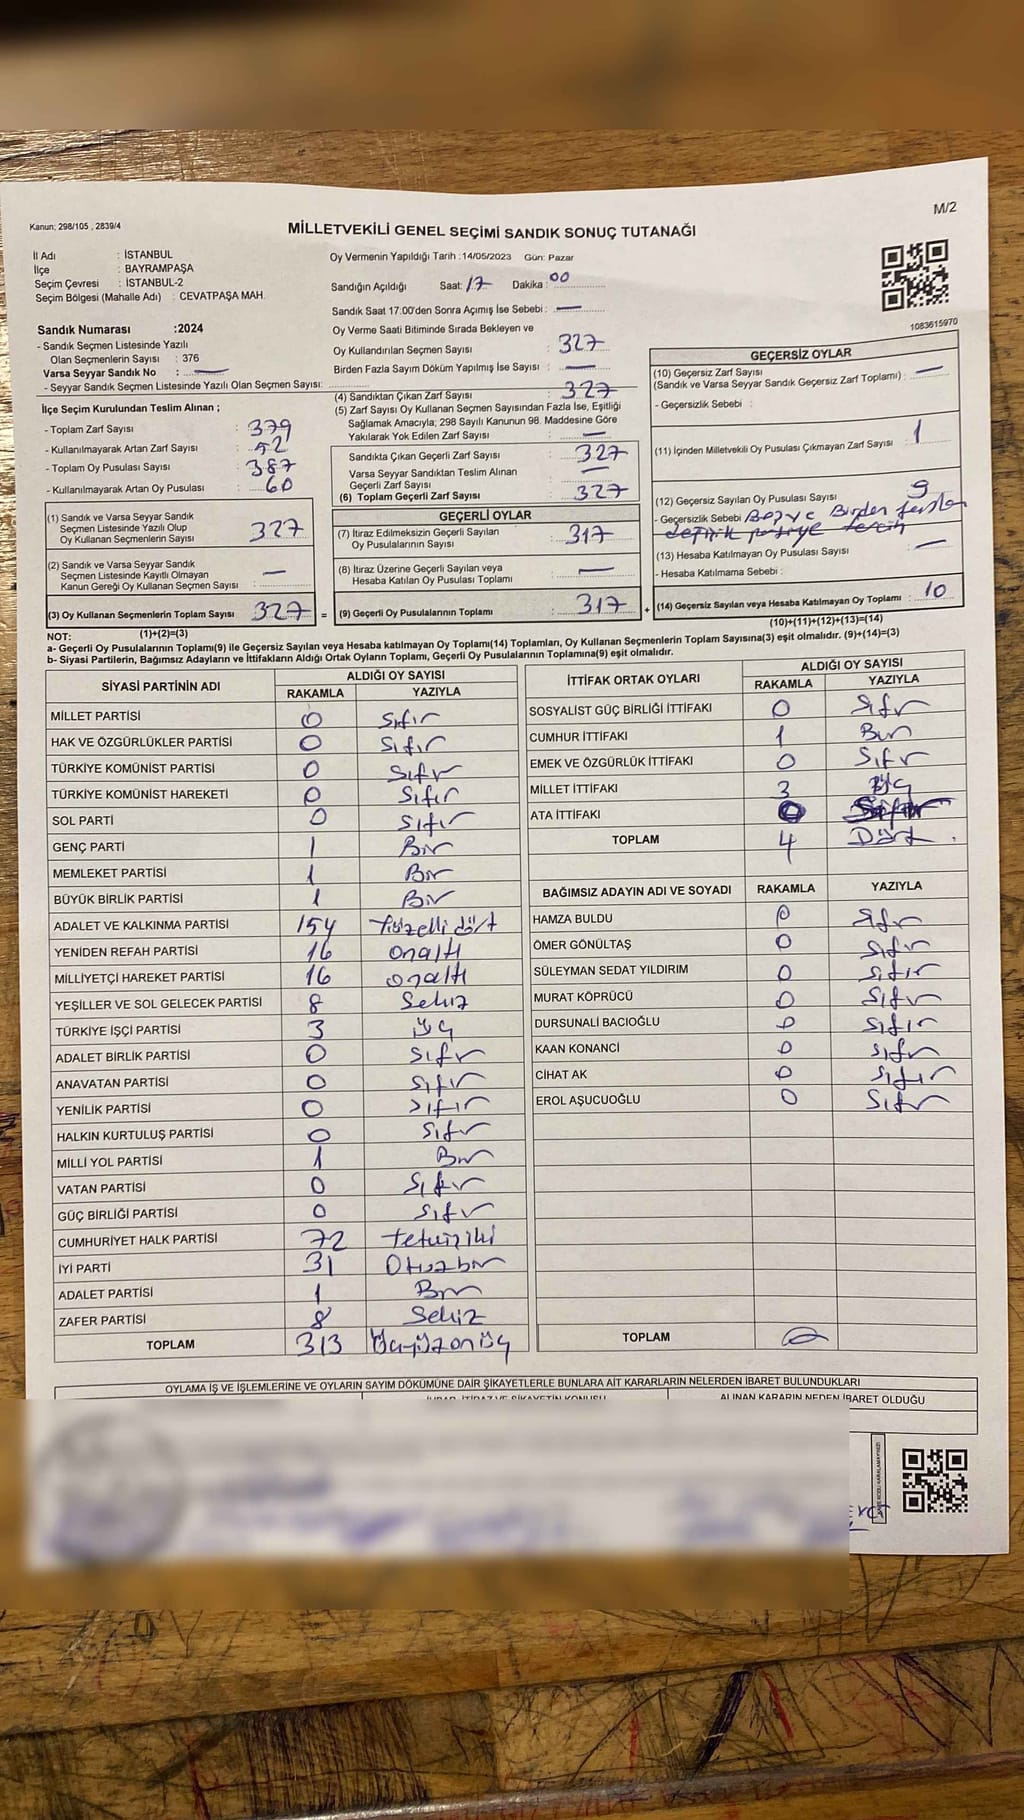 M/2
Kanun; 298/105 , 2839/4
MİLLETVEKİLİ GENEL SEÇİMİ SANDIK SONUÇ TUTANAĞI
İl Adı : İSTANBUL
İlçe : BAYRAMPAŞA
Seçim Çevresi : İSTANBUL-2
Seçim Bölgesi (Mahalle Adı) : CEVATPAŞA MAH.
Oy Vermenin Yapıldığı Tarih :14/05/2023 Gün: Pazar
Sandığın Açıldığı Saat: 17 Dakika : 00
Sandık Saat 17:00'den Sonra Açımış İse Sebebi : —
Oy Verme Saati Bitiminde Sırada Bekleyen ve
Oy Kullandırılan Seçmen Sayısı : 327
Birden Fazla Sayım Döküm Yapılmış İse Sayısı : —
1083615970
Sandık Numarası :2024
- Sandık Seçmen Listesinde Yazılı
Olan Seçmenlerin Sayısı : 376
Varsa Seyyar Sandık No : —
- Seyyar Sandık Seçmen Listesinde Yazılı Olan Seçmen Sayısı:
İlçe Seçim Kurulundan Teslim Alınan ;
- Toplam Zarf Sayısı : 379
- Kullanılmayarak Artan Zarf Sayısı : 52
- Toplam Oy Pusulası Sayısı : 387
- Kullanılmayarak Artan Oy Pusulası : 60
(1) Sandık ve Varsa Seyyar Sandık
Seçmen Listesinde Yazılı Olup
Oy Kullanan Seçmenlerin Sayısı : 327
(2) Sandık ve Varsa Seyyar Sandık
Seçmen Listesinde Kayıtlı Olmayan
Kanun Gereği Oy Kullanan Seçmen Sayısı : —
(3) Oy Kullanan Seçmenlerin Toplam Sayısı : 327 =
(1)+(2)=(3)
(4) Sandıktan Çıkan Zarf Sayısı : 327
(5) Zarf Sayısı Oy Kullanan Seçmen Sayısından Fazla İse, Eşitliği
Sağlamak Amacıyla; 298 Sayılı Kanunun 98. Maddesine Göre
Yakılarak Yok Edilen Zarf Sayısı : —
Sandıkta Çıkan Geçerli Zarf Sayısı : 327
Varsa Seyyar Sandıktan Teslim Alınan
Geçerli Zarf Sayısı : —
(6) Toplam Geçerli Zarf Sayısı : 327
GEÇERLİ OYLAR
(7) İtiraz Edilmeksizin Geçerli Sayılan
Oy Pusulalarının Sayısı : 317
(8) İtiraz Üzerine Geçerli Sayılan veya
Hesaba Katılan Oy Pusulası Toplamı : —
(9) Geçerli Oy Pusulalarının Toplamı : 317 +
GEÇERSİZ OYLAR
(10) Geçersiz Zarf Sayısı
(Sandık ve Varsa Seyyar Sandık Geçersiz Zarf Toplamı) : —
- Geçersizlik Sebebi :
(11) İçinden Milletvekili Oy Pusulası Çıkmayan Zarf Sayısı : 1
(12) Geçersiz Sayılan Oy Pusulası Sayısı : 9
- Geçersizlik Sebebi Birden
(13) Hesaba Katılmayan Oy Pusulası Sayısı : —
- Hesaba Katılmama Sebebi :
(14) Geçersiz Sayılan veya Hesaba Katılmayan Oy Toplamı : 10
(10)+(11)+(12)+(13)=(14)
NOT:
a- Geçerli Oy Pusulaları Toplamı(9) ile Geçersiz Sayılan veya Hesaba katılmayan Oy Toplamı(14) Toplamları, Oy Kullanan Seçmenlerin Toplam Sayısına(3) eşit olmalıdır. (9)+(14)=(3)
b- Siyasi Partilerin, Bağımsız Adayların ve İttifakların Aldığı Ortak Oyların Toplamı, Geçerli Oy Pusulalarının Toplamına(9) eşit olmalıdır.
SİYASİ PARTİNİN ADI ALDIĞI OY SAYISI
RAKAMLA YAZIYLA
MİLLET PARTİSİ 0 Sıfır
HAK VE ÖZGÜRLÜKLER PARTİSİ 0 Sıfır
TÜRKİYE KOMÜNİST PARTİSİ 0 Sıfır
TÜRKİYE KOMÜNİST HAREKETİ 0 Sıfır
SOL PARTİ 0 Sıfır
GENÇ PARTİ 1 Bir
MEMLEKET PARTİSİ 1 Bir
BÜYÜK BİRLİK PARTİSİ 1 Bir
ADALET VE KALKINMA PARTİSİ 154 Yüzelli dört
YENİDEN REFAH PARTİSİ 16 onaltı
MİLLİYETÇİ HAREKET PARTİSİ 16 onaltı
YEŞİLLER VE SOL GELECEK PARTİSİ 8 Sekiz
TÜRKİYE İŞÇİ PARTİSİ 3 Üç
ADALET BİRLİK PARTİSİ 0 Sıfır
ANAVATAN PARTİSİ 0 Sıfır
YENİLİK PARTİSİ 0 Sıfır
HALKIN KURTULUŞ PARTİSİ 0 Sıfır
MİLLİ YOL PARTİSİ 1 Bir
VATAN PARTİSİ 0 Sıfır
GÜÇ BİRLİĞİ PARTİSİ 0 Sıfır
CUMHURİYET HALK PARTİSİ 72 Yetmişiki
İYİ PARTİ 31 Otuzbir
ADALET PARTİSİ 1 Bir
ZAFER PARTİSİ 8 Sekiz
TOPLAM 313 Üçyüzonüç
İTTİFAK ORTAK OYLARI ALDIĞI OY SAYISI
RAKAMLA YAZIYLA
SOSYALİST GÜÇ BİRLİĞİ İTTİFAKI 0 Sıfır
CUMHUR İTTİFAKI 1 Bir
EMEK VE ÖZGÜRLÜK İTTİFAKI 0 Sıfır
MİLLET İTTİFAKI 3 Üç
ATA İTTİFAKI 0 Sıfır
TOPLAM 4 Dört
BAĞIMSIZ ADAYIN ADI VE SOYADI RAKAMLA YAZIYLA
HAMZA BULDU 0 Sıfır
ÖMER GÖNÜLTAŞ 0 Sıfır
SÜLEYMAN SEDAT YILDIRIM 0 Sıfır
MURAT KÖPRÜCÜ 0 Sıfır
DURSUNALİ BACIOĞLU 0 Sıfır
KAAN KONANCİ 0 Sıfır
CİHAT AK 0 Sıfır
EROL AŞUCUOĞLU 0 Sıfır
TOPLAM 0
OYLAMA İŞ VE İŞLEMLERİNE VE OYLARIN SAYIM DÖKÜMÜNE DAİR ŞİKAYETLERLE BUNLARA AİT KARARLARIN NELERDEN İBARET BULUNDUKLARI
ALINAN KARARIN NEDEN İBARET OLDUĞU